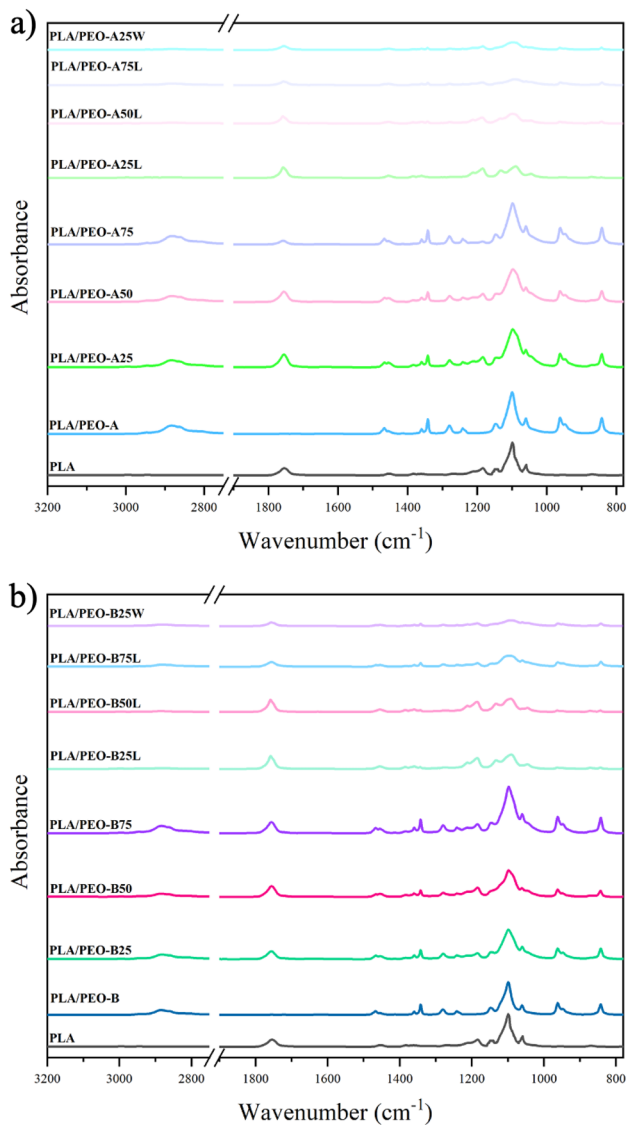 a)
PLA/PEO-A25W
PLA/PEO-A75L
PLA/PEO-A50L
PLA/PEO-A25L
PLA/PEO-A75
PLA/PEO-A50
PLA/PEO-A25
PLA/PEO-A
PLA
Absorbance
3200 3000 2800 1800 1600 1400 1200 1000 800
Wavenumber (cm⁻¹)
b)
PLA/PEO-B25W
PLA/PEO-B75L
PLA/PEO-B50L
PLA/PEO-B25L
PLA/PEO-B75
PLA/PEO-B50
PLA/PEO-B25
PLA/PEO-B
PLA
Absorbance
3200 3000 2800 1800 1600 1400 1200 1000 800
Wavenumber (cm⁻¹)